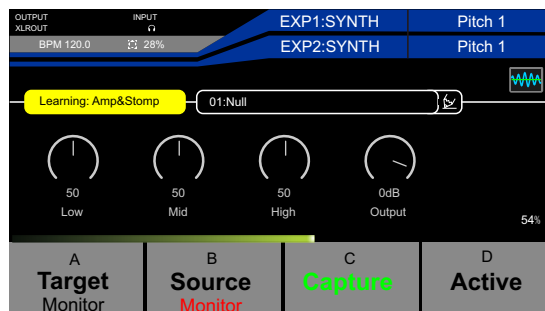 OUTPUT INPUT EXP1:SYNTH Pitch 1
XLROUT
BPM 120.0 28% EXP2:SYNTH Pitch 1
Learning: Amp&Stomp 01:Null
50 50 50 0dB
Low Mid High Output
54%
A B C D
Target Source Capture Active
Monitor Monitor